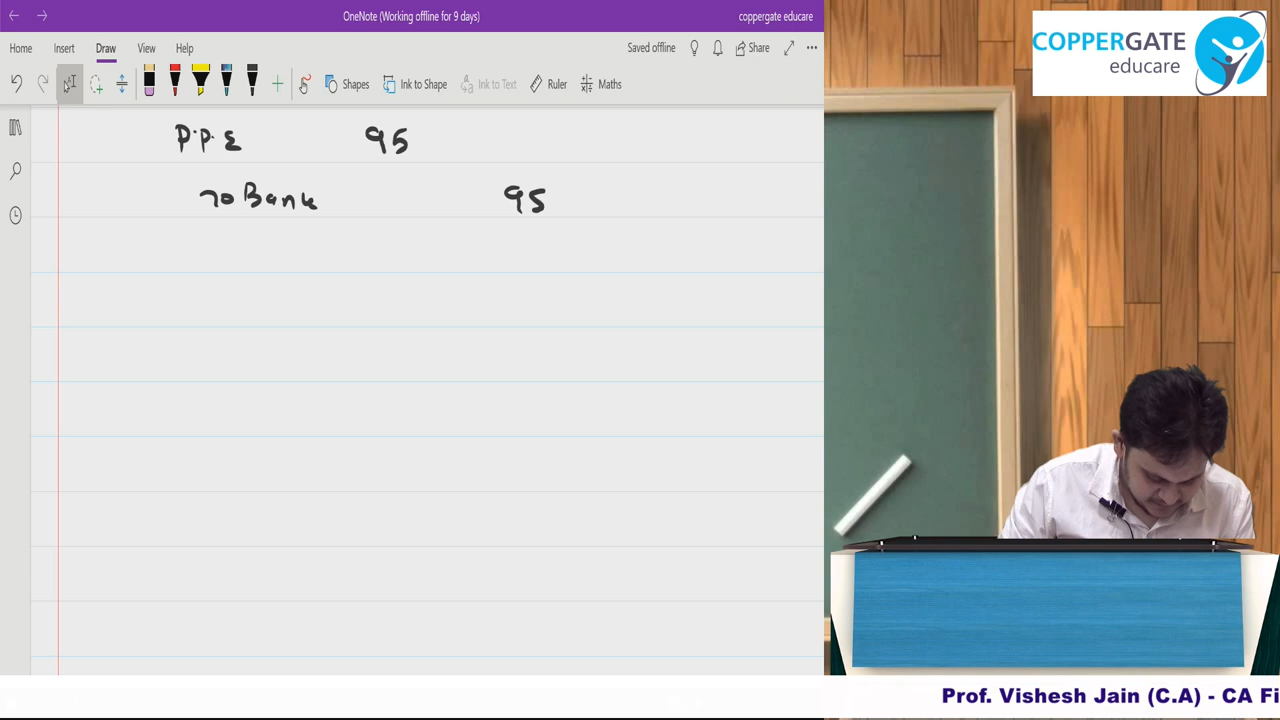 OneNote (Working offline for 9 days)
coppergate educare
Home Insert Draw View Help
Saved offline Share
Shapes Ink to Shape Ink to Text Ruler Maths
P.P.E 95
To Bank 95
COPPERGATE
educare
Prof. Vishesh Jain (C.A) - CA Fi